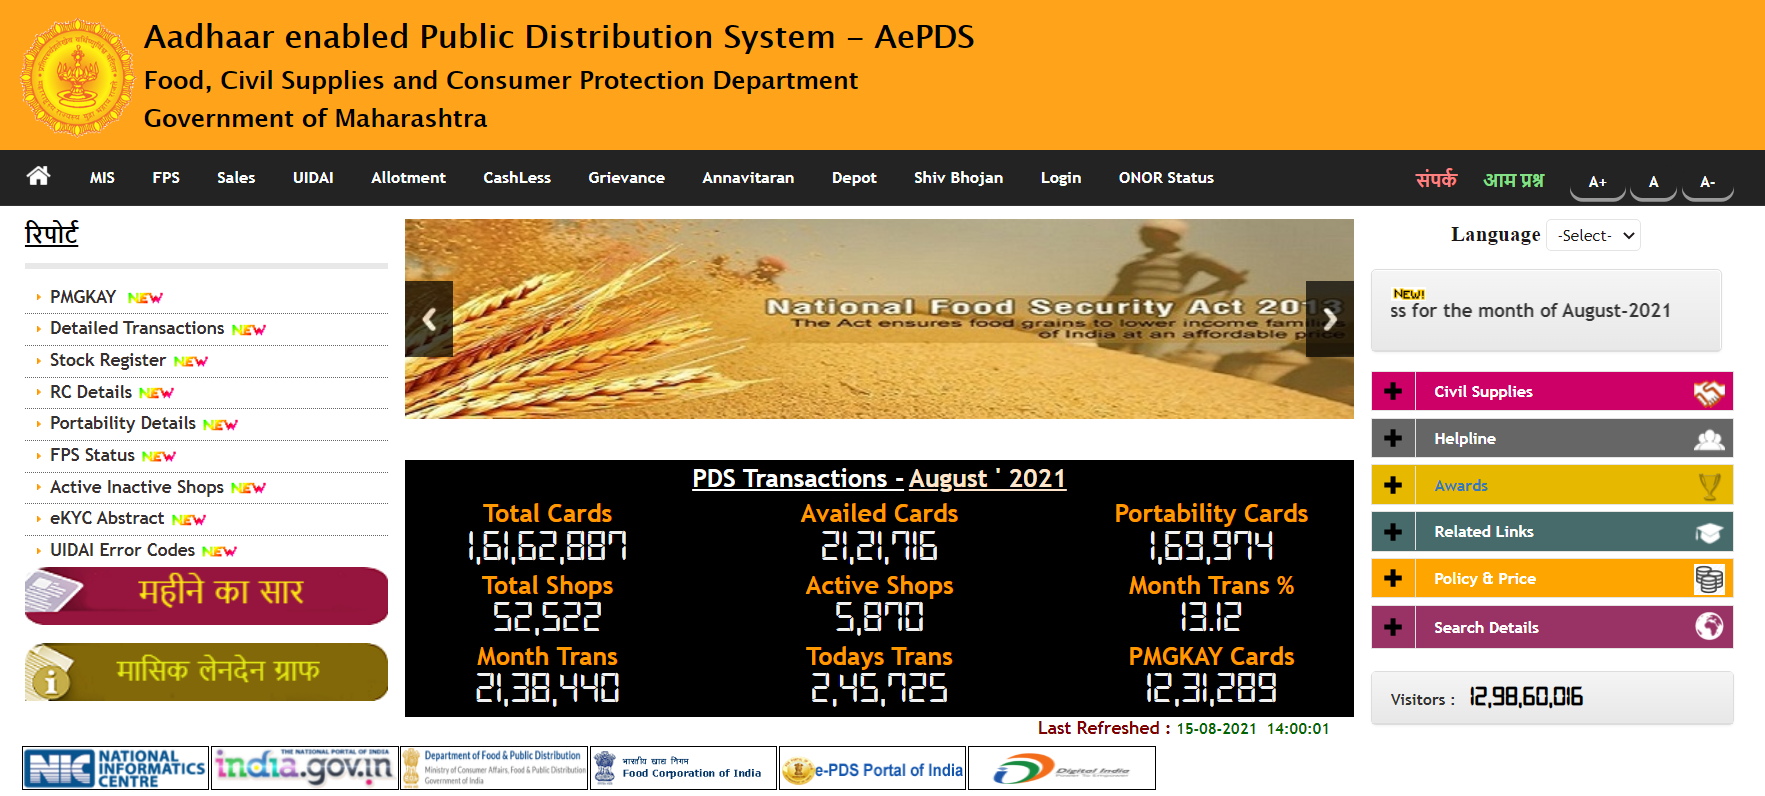 Aadhaar enabled Public Distribution System - AePDS
Food, Civil Supplies and Consumer Protection Department
Government of Maharashtra
MIS FPS Sales UIDAI Allotment CashLess Grievance Annavitaran Depot Shiv Bhojan Login ONOR Status संपर्क आम प्रश्न A+ A A-
रिपोर्ट
PMGKAY NEW
Detailed Transactions NEW
Stock Register NEW
RC Details NEW
Portability Details NEW
FPS Status NEW
Active Inactive Shops NEW
eKYC Abstract NEW
UIDAI Error Codes NEW
महीने का सार
मासिक लेनदेन ग्राफ
National Food Security Act 2013
The Act ensures food grains to lower income families
of India at an affordable price
PDS Transactions - August ' 2021
Total Cards Availed Cards Portability Cards
1,61,62,887 21,21,716 1,69,974
Total Shops Active Shops Month Trans %
52,522 5,870 13.12
Month Trans Todays Trans PMGKAY Cards
21,38,440 2,45,725 12,31,289
Last Refreshed : 15-08-2021 14:00:01
Language -Select-
NEW!
ss for the month of August-2021
Civil Supplies
Helpline
Awards
Related Links
Policy & Price
Search Details
Visitors : 12,98,60,016
NIC NATIONAL INFORMATICS CENTRE
THE NATIONAL PORTAL OF INDIA
india.gov.in
Department of Food & Public Distribution
Ministry of Consumer Affairs, Food & Public Distribution
Government of India
भारतीय खाद्य निगम
Food Corporation of India
e-PDS Portal of India
Digital India